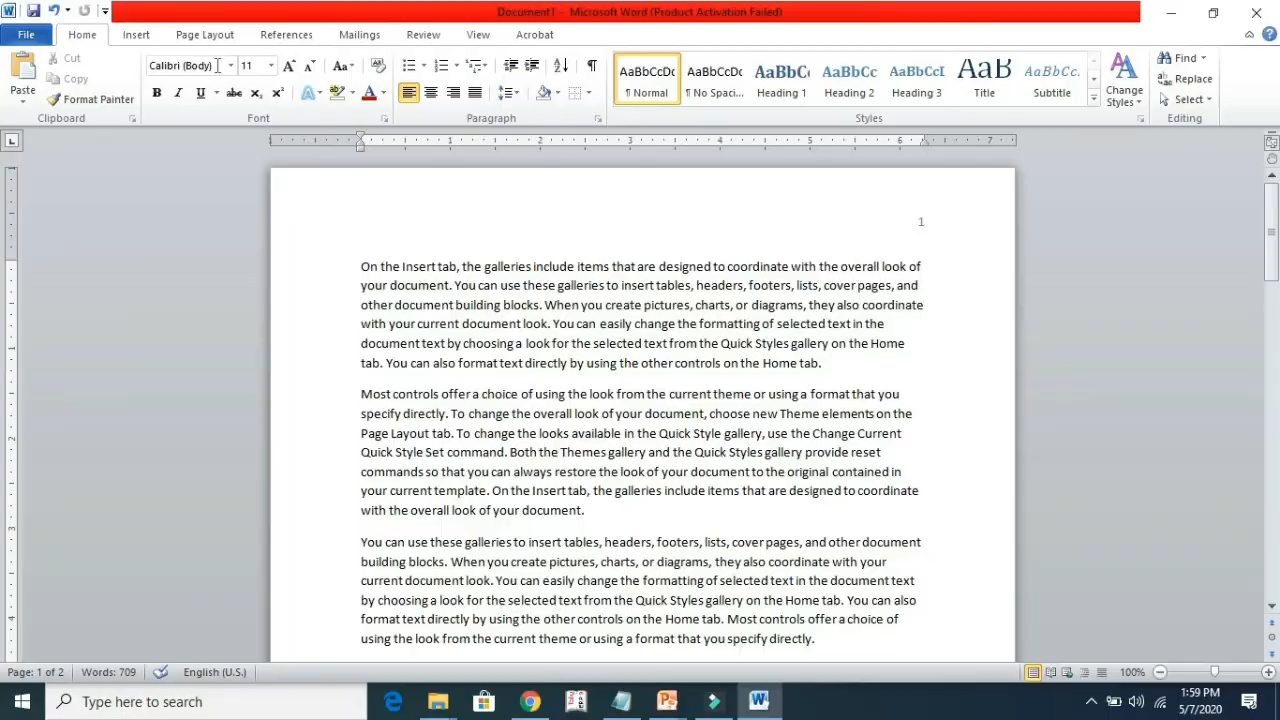 Document1 - Microsoft Word (Product Activation Failed)
File Home Insert Page Layout References Mailings Review View Acrobat
Paste
Cut
Copy
Format Painter
Clipboard
Calibri (Body) 11
Font
Paragraph
AaBbCcDc AaBbCcDc AaBbC AaBbCc AaBbCcI AaB AaBbCc.
¶ Normal ¶ No Spaci... Heading 1 Heading 2 Heading 3 Title Subtitle
Change
Styles
Styles
Find
Replace
Select
Editing
1 2 3 4 5 6 7
1
On the Insert tab, the galleries include items that are designed to coordinate with the overall look of
your document. You can use these galleries to insert tables, headers, footers, lists, cover pages, and
other document building blocks. When you create pictures, charts, or diagrams, they also coordinate
with your current document look. You can easily change the formatting of selected text in the
document text by choosing a look for the selected text from the Quick Styles gallery on the Home
tab. You can also format text directly by using the other controls on the Home tab.
Most controls offer a choice of using the look from the current theme or using a format that you
specify directly. To change the overall look of your document, choose new Theme elements on the
Page Layout tab. To change the looks available in the Quick Style gallery, use the Change Current
Quick Style Set command. Both the Themes gallery and the Quick Styles gallery provide reset
commands so that you can always restore the look of your document to the original contained in
your current template. On the Insert tab, the galleries include items that are designed to coordinate
with the overall look of your document.
You can use these galleries to insert tables, headers, footers, lists, cover pages, and other document
building blocks. When you create pictures, charts, or diagrams, they also coordinate with your
current document look. You can easily change the formatting of selected text in the document text
by choosing a look for the selected text from the Quick Styles gallery on the Home tab. You can also
format text directly by using the other controls on the Home tab. Most controls offer a choice of
using the look from the current theme or using a format that you specify directly.
Page: 1 of 2 Words: 709 English (U.S.) 100%
Type here to search
1:59 PM
5/7/2020